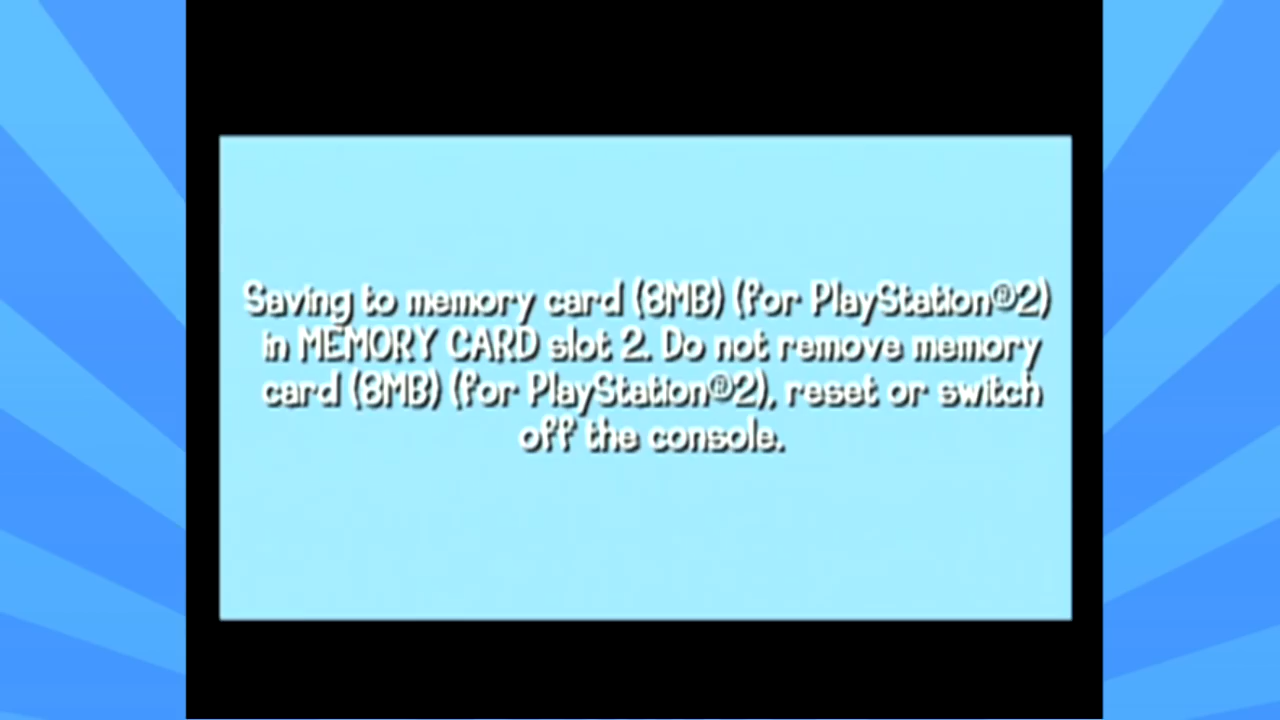 Saving to memory card (8MB) (for PlayStation®2)
in MEMORY CARD slot 2. Do not remove memory
card (8MB) (for PlayStation®2), reset or switch
off the console.